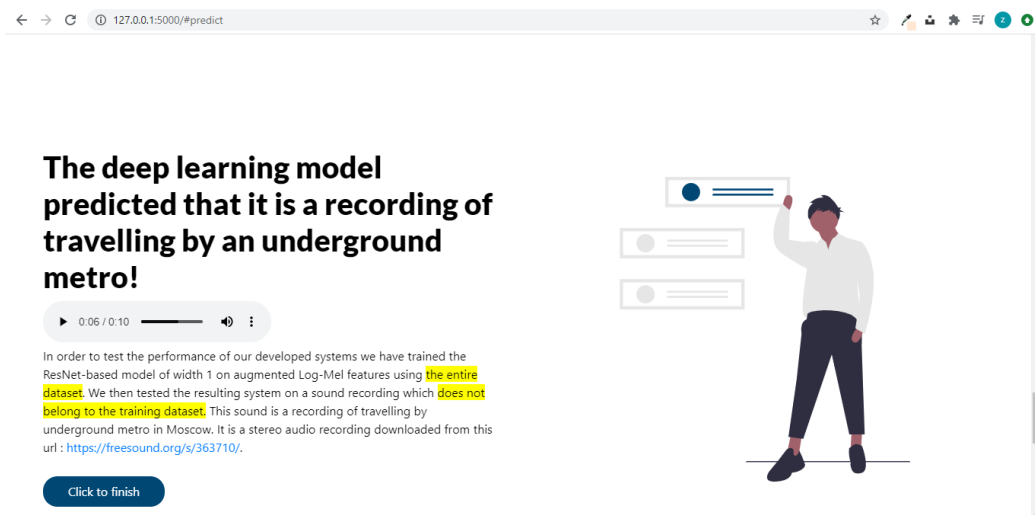 127.0.0.1:5000/#predict
Z
The deep learning model
predicted that it is a recording of
travelling by an underground
metro!
0:06 / 0:10
In order to test the performance of our developed systems we have trained the
ResNet-based model of width 1 on augmented Log-Mel features using the entire
dataset. We then tested the resulting system on a sound recording which does not
belong to the training dataset. This sound is a recording of travelling by
underground metro in Moscow. It is a stereo audio recording downloaded from this
url : https://freesound.org/s/363710/.
Click to finish